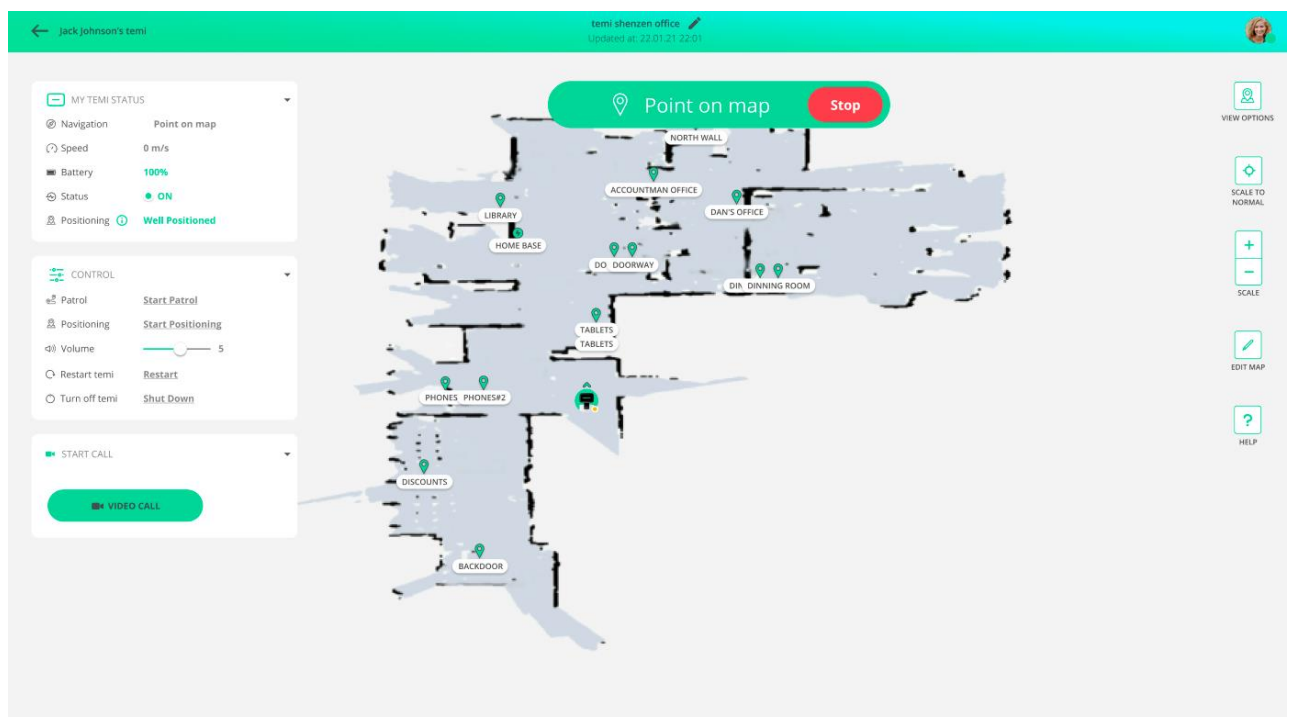 Jack Johnson's temi
temi shenzen office
Updated at: 22.01.21 22:01
MY TEMI STATUS
Navigation Point on map
Speed 0 m/s
Battery 100%
Status ON
Positioning Well Positioned
CONTROL
Patrol Start Patrol
Positioning Start Positioning
Volume 5
Restart temi Restart
Turn off temi Shut Down
START CALL
VIDEO CALL
Point on map Stop
NORTH WALL
ACCOUNTMAN OFFICE
LIBRARY
DAN'S OFFICE
HOME BASE
DO DOORWAY
DIN DINNING ROOM
TABLETS
TABLETS
PHONES PHONES#2
DISCOUNTS
BACKDOOR
VIEW OPTIONS
SCALE TO
NORMAL
+
−
SCALE
EDIT MAP
?
HELP